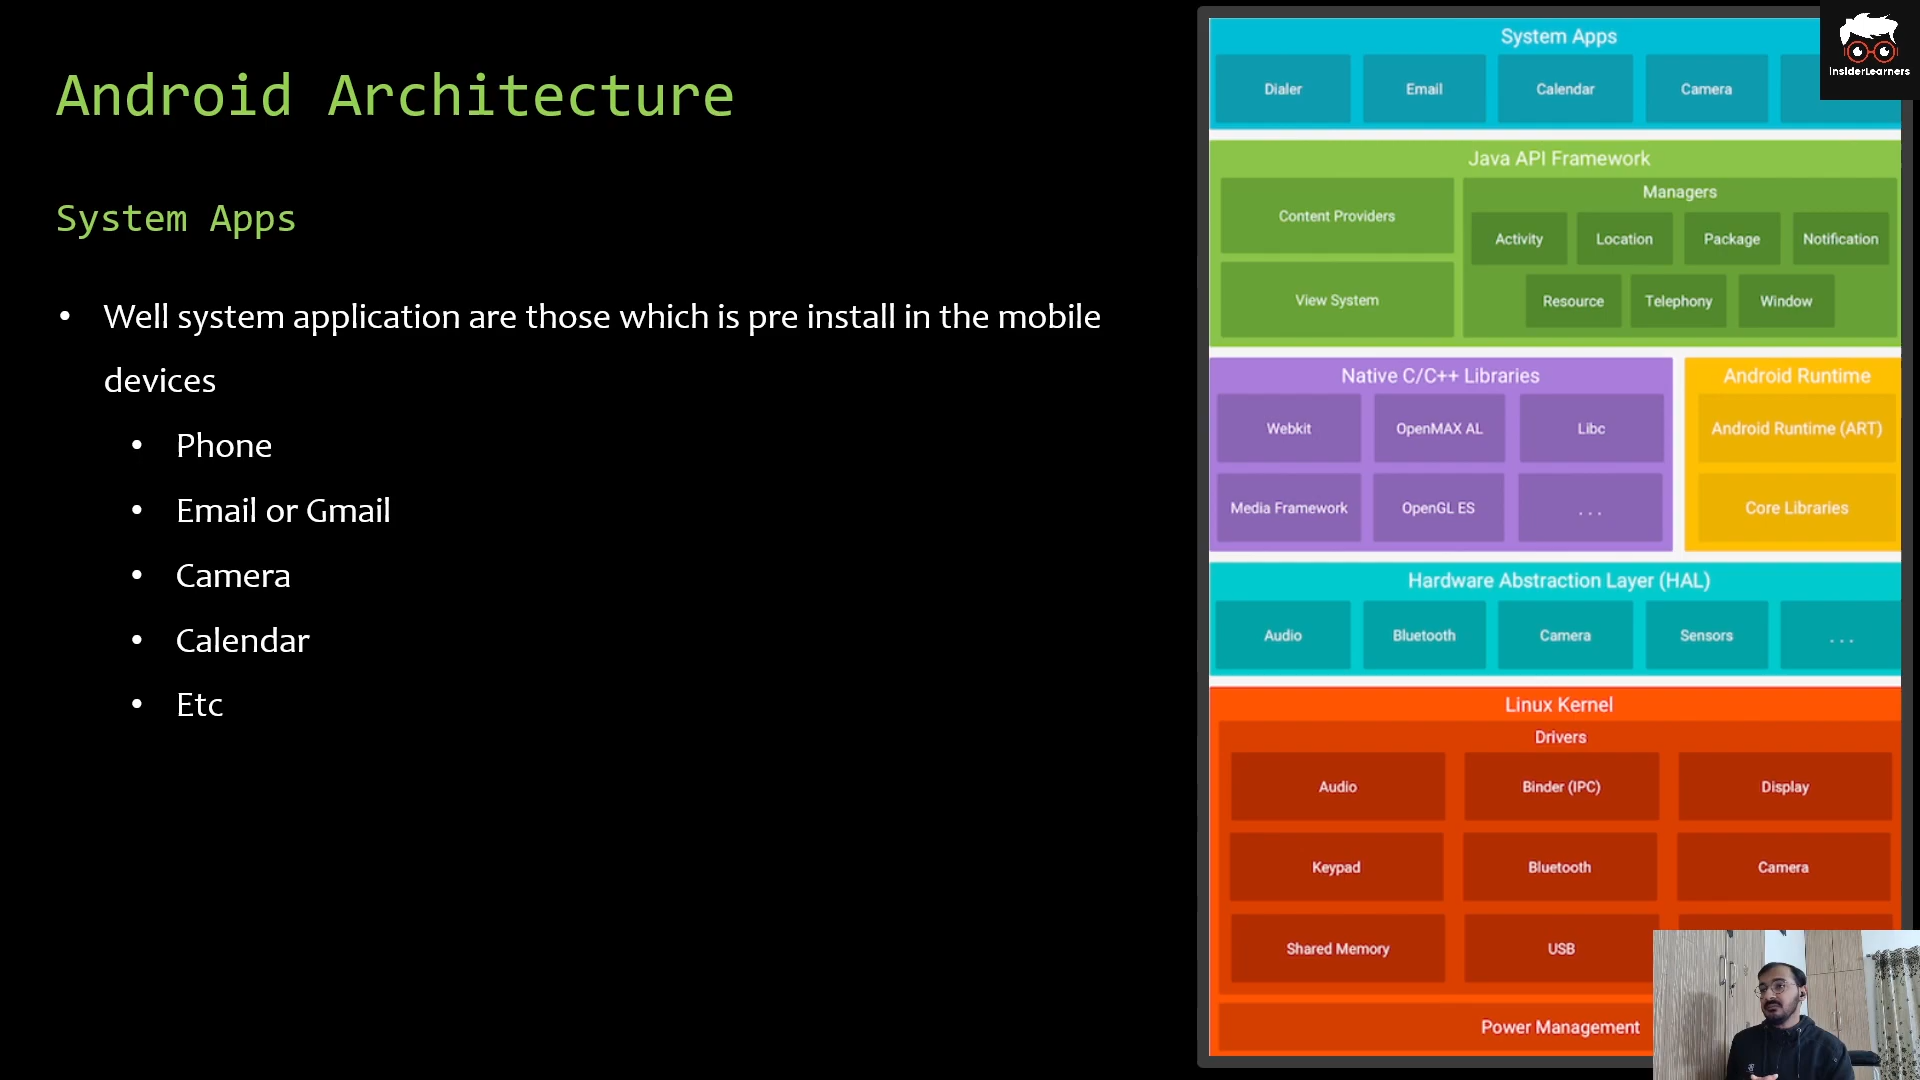 Android Architecture
System Apps
• Well system application are those which is pre install in the mobile
devices
• Phone
• Email or Gmail
• Camera
• Calendar
• Etc
System Apps
Dialer Email Calendar Camera
Java API Framework
Content Providers
View System
Managers
Activity Location Package Notification
Resource Telephony Window
Native C/C++ Libraries
Webkit OpenMAX AL Libc
Media Framework OpenGL ES . . .
Android Runtime
Android Runtime (ART)
Core Libraries
Hardware Abstraction Layer (HAL)
Audio Bluetooth Camera Sensors . . .
Linux Kernel
Drivers
Audio Binder (IPC) Display
Keypad Bluetooth Camera
Shared Memory USB
Power Management
InsiderLearners